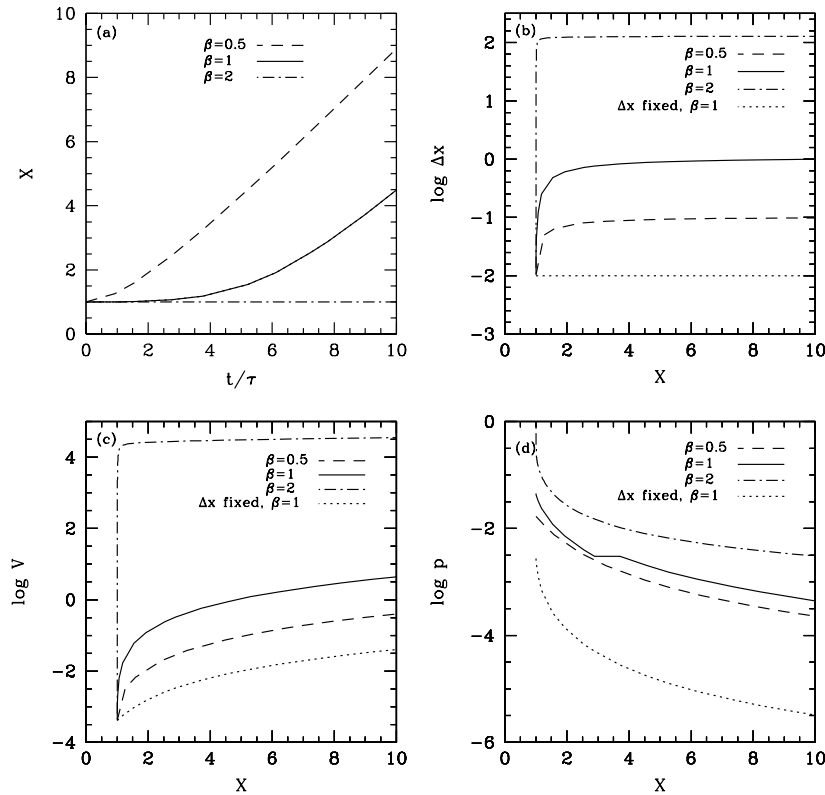 (a)
β=0.5
β=1
β=2
10
8
6
4
2
0
X
0 2 4 6 8 10
t/τ
(b)
β=0.5
β=1
β=2
Δx fixed, β=1
2
1
0
−1
−2
−3
log Δx
0 2 4 6 8 10
X
(c)
β=0.5
β=1
β=2
Δx fixed, β=1
4
2
0
−2
−4
log V
0 2 4 6 8 10
X
(d)
β=0.5
β=1
β=2
Δx fixed, β=1
0
−2
−4
−6
log p
0 2 4 6 8 10
X